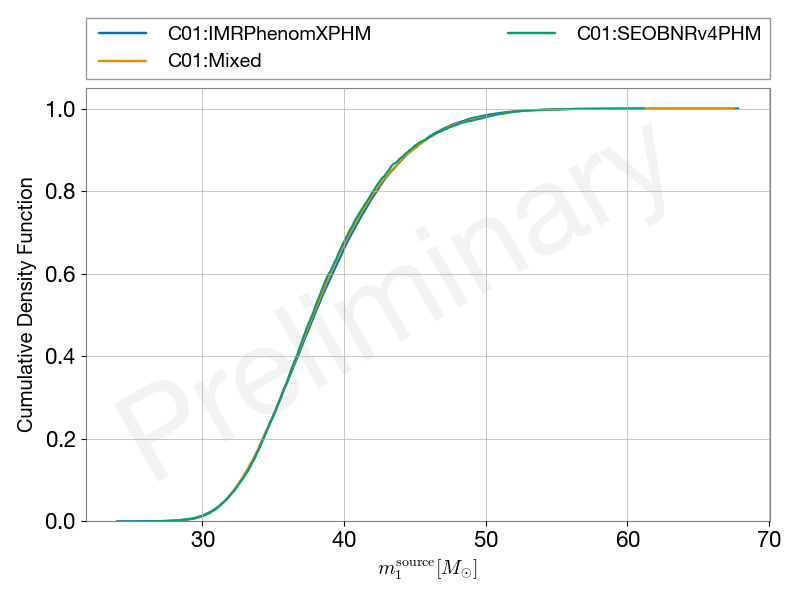 C01:IMRPhenomXPHM
C01:Mixed
C01:SEOBNRv4PHM
1.0
0.8
0.6
0.4
0.2
0.0
Cumulative Density Function
Preliminary
30 40 50 60 70
m₁^source [M_⊙]